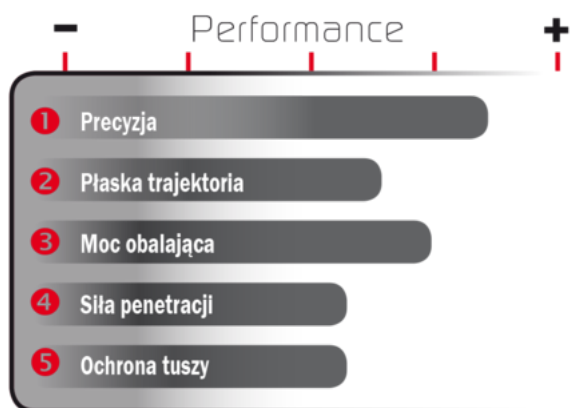 − Performance +
1 Precyzja
2 Płaska trajektoria
3 Moc obalająca
4 Siła penetracji
5 Ochrona tuszy